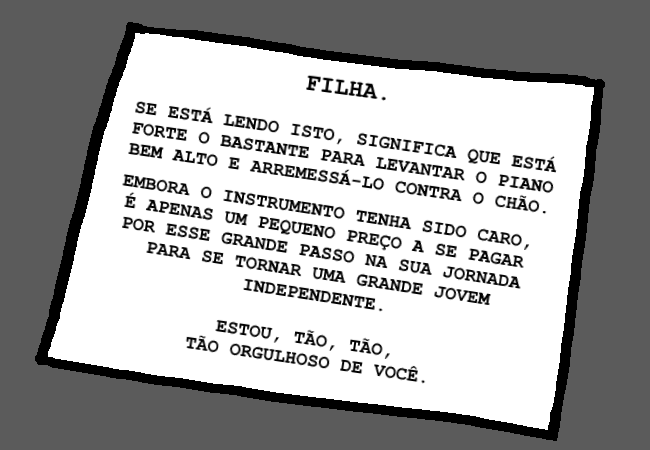 FILHA.
SE ESTÁ LENDO ISTO, SIGNIFICA QUE ESTÁ
FORTE O BASTANTE PARA LEVANTAR O PIANO
BEM ALTO E ARREMESSÁ-LO CONTRA O CHÃO.
EMBORA O INSTRUMENTO TENHA SIDO CARO,
É APENAS UM PEQUENO PREÇO A SE PAGAR
POR ESSE GRANDE PASSO NA SUA JORNADA
PARA SE TORNAR UMA GRANDE JOVEM
INDEPENDENTE.
ESTOU, TÃO, TÃO,
TÃO ORGULHOSO DE VOCÊ.